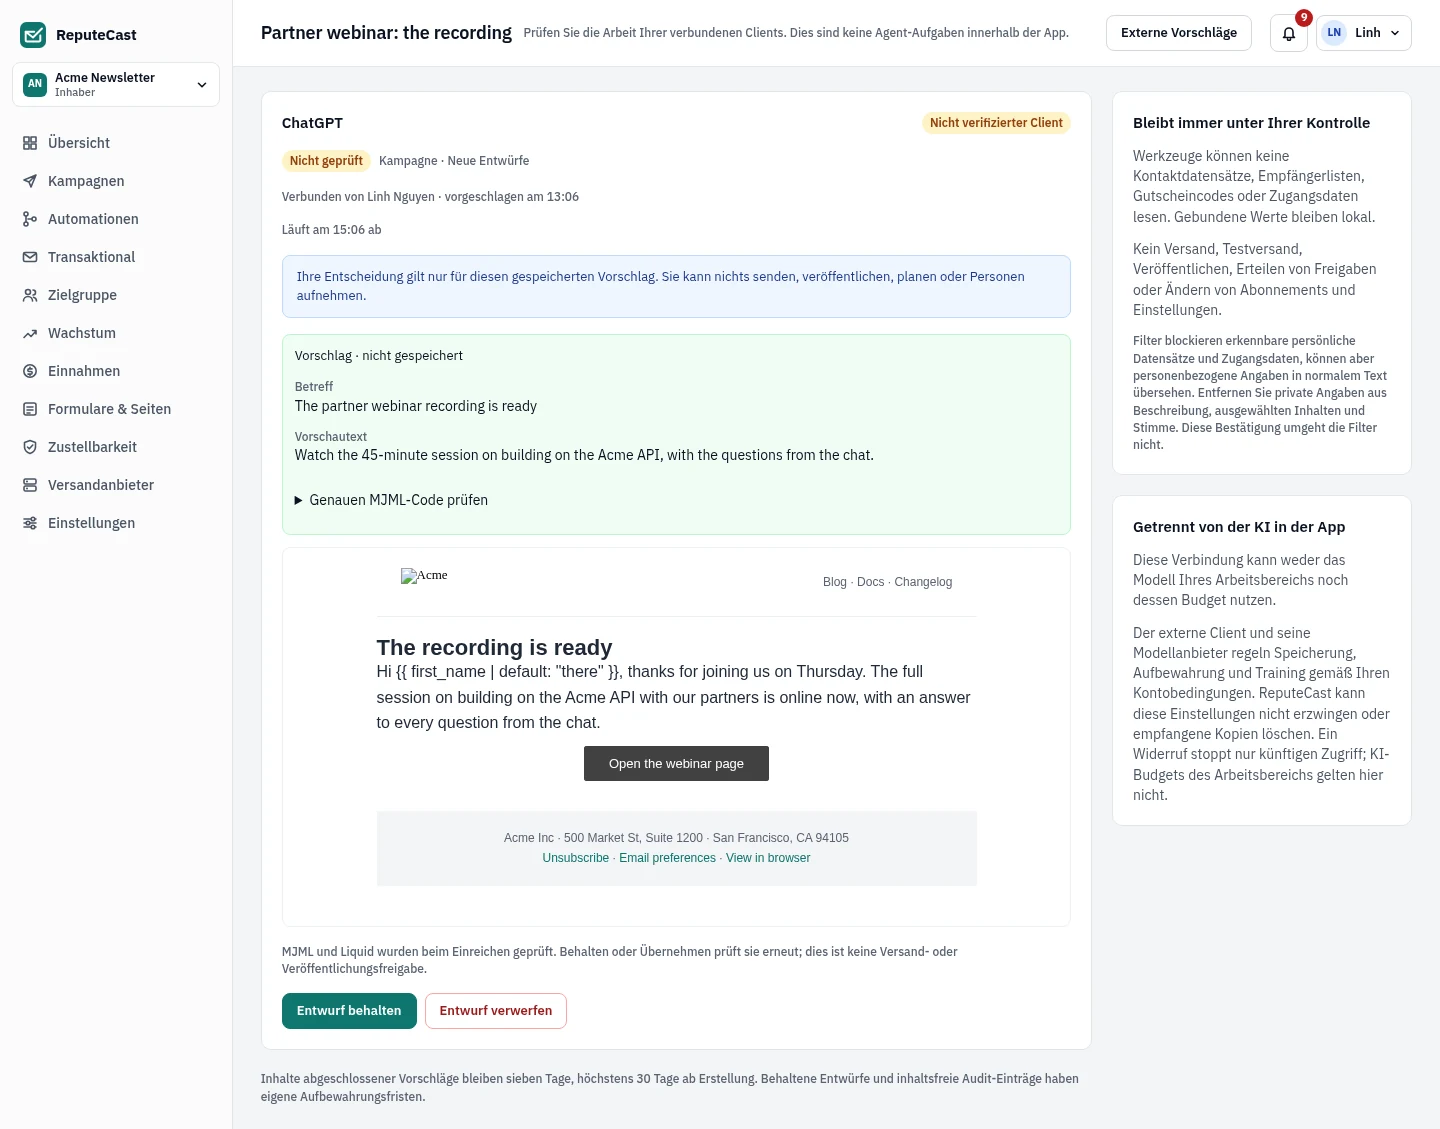 ReputeCast
AN
Acme Newsletter
Inhaber
Übersicht
Kampagnen
Automationen
Transaktional
Zielgruppe
Wachstum
Einnahmen
Formulare & Seiten
Zustellbarkeit
Versandanbieter
Einstellungen
Partner webinar: the recording
Prüfen Sie die Arbeit Ihrer verbundenen Clients. Dies sind keine Agent-Aufgaben innerhalb der App.
Externe Vorschläge
9
LN
Linh
ChatGPT
Nicht verifizierter Client
Nicht geprüft
Kampagne · Neue Entwürfe
Verbunden von Linh Nguyen · vorgeschlagen am 13:06
Läuft am 15:06 ab
Ihre Entscheidung gilt nur für diesen gespeicherten Vorschlag. Sie kann nichts senden, veröffentlichen, planen oder Personen
aufnehmen.
Vorschlag · nicht gespeichert
Betreff
The partner webinar recording is ready
Vorschautext
Watch the 45-minute session on building on the Acme API, with the questions from the chat.
Genauen MJML-Code prüfen
Acme
Blog · Docs · Changelog
The recording is ready
Hi {{ first_name | default: "there" }}, thanks for joining us on Thursday. The full
session on building on the Acme API with our partners is online now, with an answer
to every question from the chat.
Open the webinar page
Acme Inc · 500 Market St, Suite 1200 · San Francisco, CA 94105
Unsubscribe · Email preferences · View in browser
MJML und Liquid wurden beim Einreichen geprüft. Behalten oder Übernehmen prüft sie erneut; dies ist keine Versand- oder
Veröffentlichungsfreigabe.
Entwurf behalten
Entwurf verwerfen
Inhalte abgeschlossener Vorschläge bleiben sieben Tage, höchstens 30 Tage ab Erstellung. Behaltene Entwürfe und inhaltsfreie Audit-Einträge haben
eigene Aufbewahrungsfristen.
Bleibt immer unter Ihrer Kontrolle
Werkzeuge können keine
Kontaktdatensätze, Empfängerlisten,
Gutscheincodes oder Zugangsdaten
lesen. Gebundene Werte bleiben lokal.
Kein Versand, Testversand,
Veröffentlichen, Erteilen von Freigaben
oder Ändern von Abonnements und
Einstellungen.
Filter blockieren erkennbare persönliche
Datensätze und Zugangsdaten, können aber
personenbezogene Angaben in normalem Text
übersehen. Entfernen Sie private Angaben aus
Beschreibung, ausgewählten Inhalten und
Stimme. Diese Bestätigung umgeht die Filter
nicht.
Getrennt von der KI in der App
Diese Verbindung kann weder das
Modell Ihres Arbeitsbereichs noch
dessen Budget nutzen.
Der externe Client und seine
Modellanbieter regeln Speicherung,
Aufbewahrung und Training gemäß Ihren
Kontobedingungen. ReputeCast kann
diese Einstellungen nicht erzwingen oder
empfangene Kopien löschen. Ein
Widerruf stoppt nur künftigen Zugriff; KI-
Budgets des Arbeitsbereichs gelten hier
nicht.